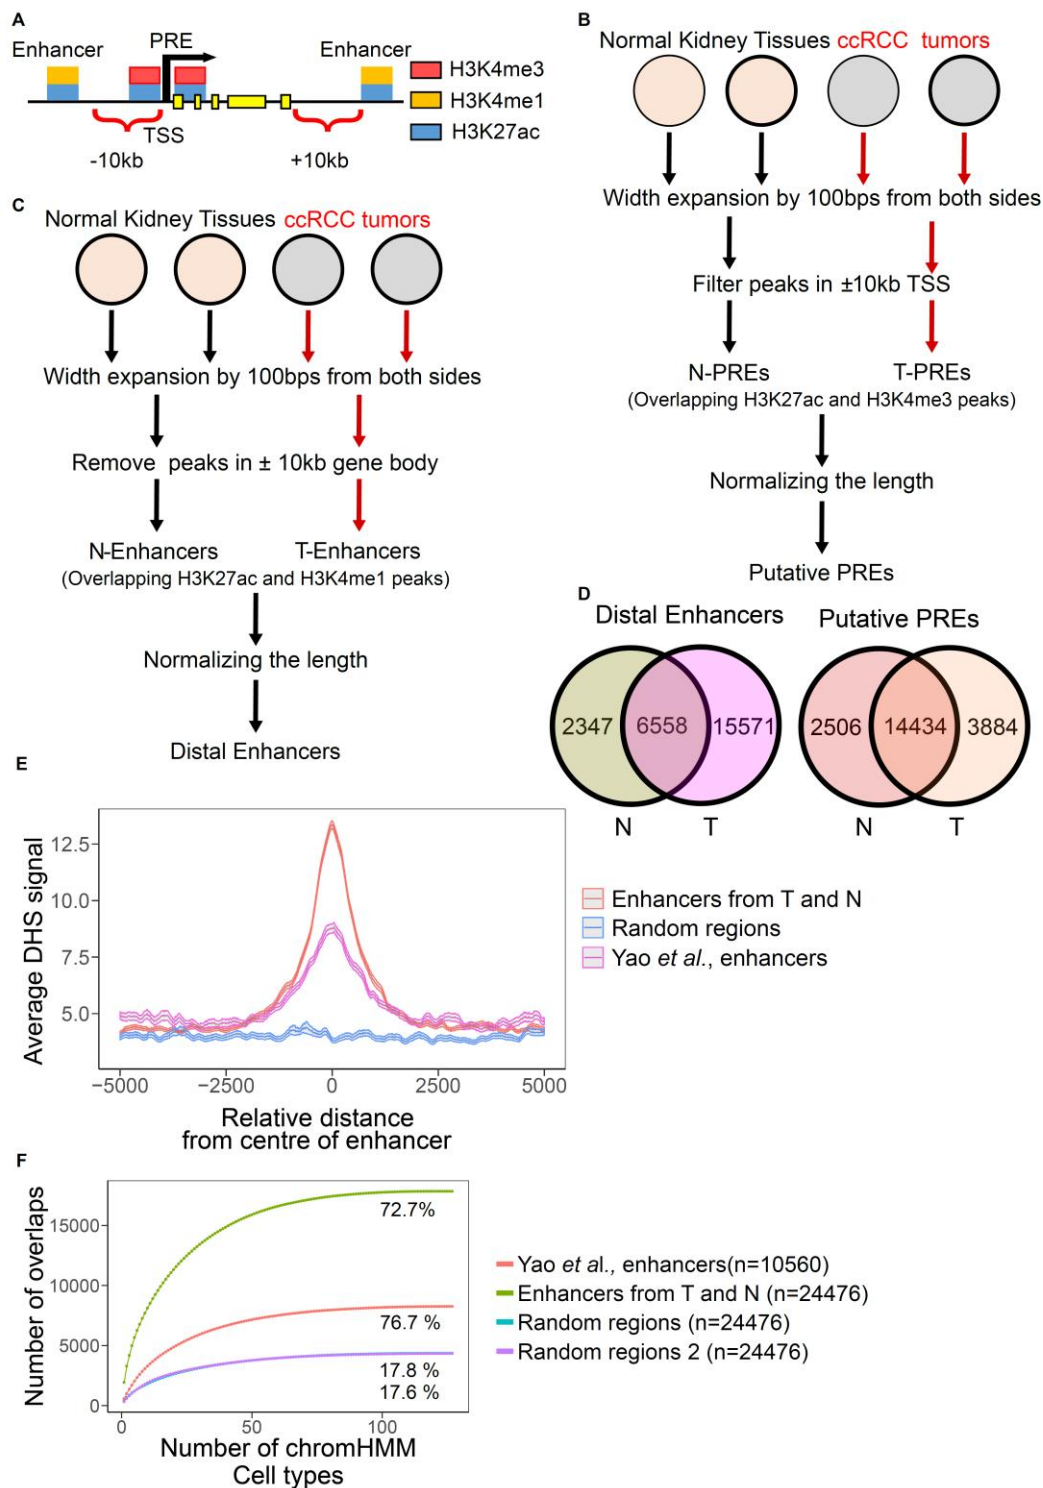 A
Enhancer
PRE
Enhancer
TSS
-10kb
+10kb
H3K4me3
H3K4me1
H3K27ac
B
Normal Kidney Tissues ccRCC tumors
Width expansion by 100bps from both sides
Filter peaks in ±10kb TSS
N-PREs
T-PREs
(Overlapping H3K27ac and H3K4me3 peaks)
Normalizing the length
Putative PREs
C
Normal Kidney Tissues ccRCC tumors
Width expansion by 100bps from both sides
Remove peaks in ± 10kb gene body
N-Enhancers
T-Enhancers
(Overlapping H3K27ac and H3K4me1 peaks)
Normalizing the length
Distal Enhancers
D
Distal Enhancers
Putative PREs
2347
6558
15571
2506
14434
3884
N
T
N
T
E
Average DHS signal
12.5
10.0
7.5
5.0
−5000
−2500
0
2500
5000
Relative distance
from centre of enhancer
Enhancers from T and N
Random regions
Yao et al., enhancers
F
Number of overlaps
15000
10000
5000
0
72.7%
76.7 %
17.8 %
17.6 %
0
50
100
Number of chromHMM
Cell types
Yao et al., enhancers(n=10560)
Enhancers from T and N (n=24476)
Random regions (n=24476)
Random regions 2 (n=24476)